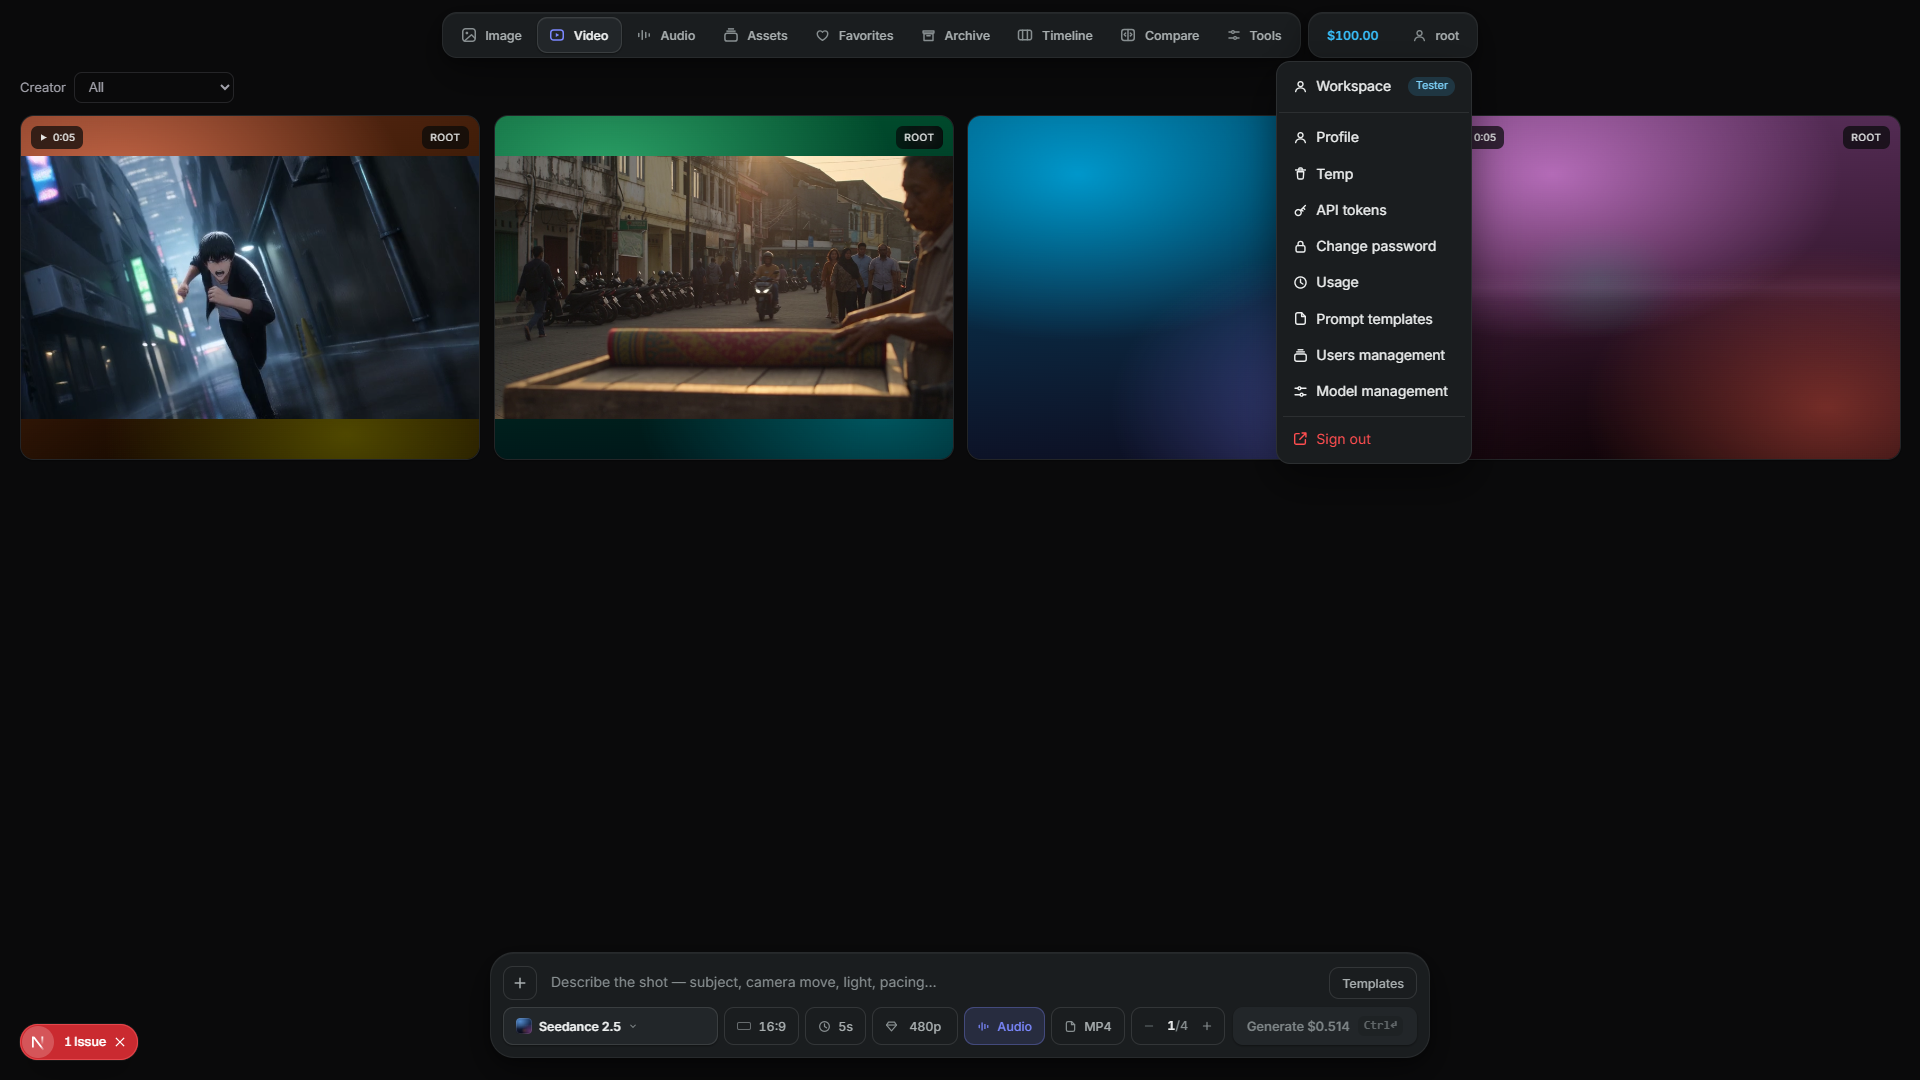 Image
Video
Audio
Assets
Favorites
Archive
Timeline
Compare
Tools
$100.00
root
Creator
All
Workspace
Tester
Profile
Temp
API tokens
Change password
Usage
Prompt templates
Users management
Model management
Sign out
0:05
ROOT
ROOT
0:05
ROOT
Describe the shot — subject, camera move, light, pacing...
Templates
Seedance 2.5
16:9
5s
480p
Audio
MP4
1/4
Generate $0.514
Ctrl⏎
N
1 Issue